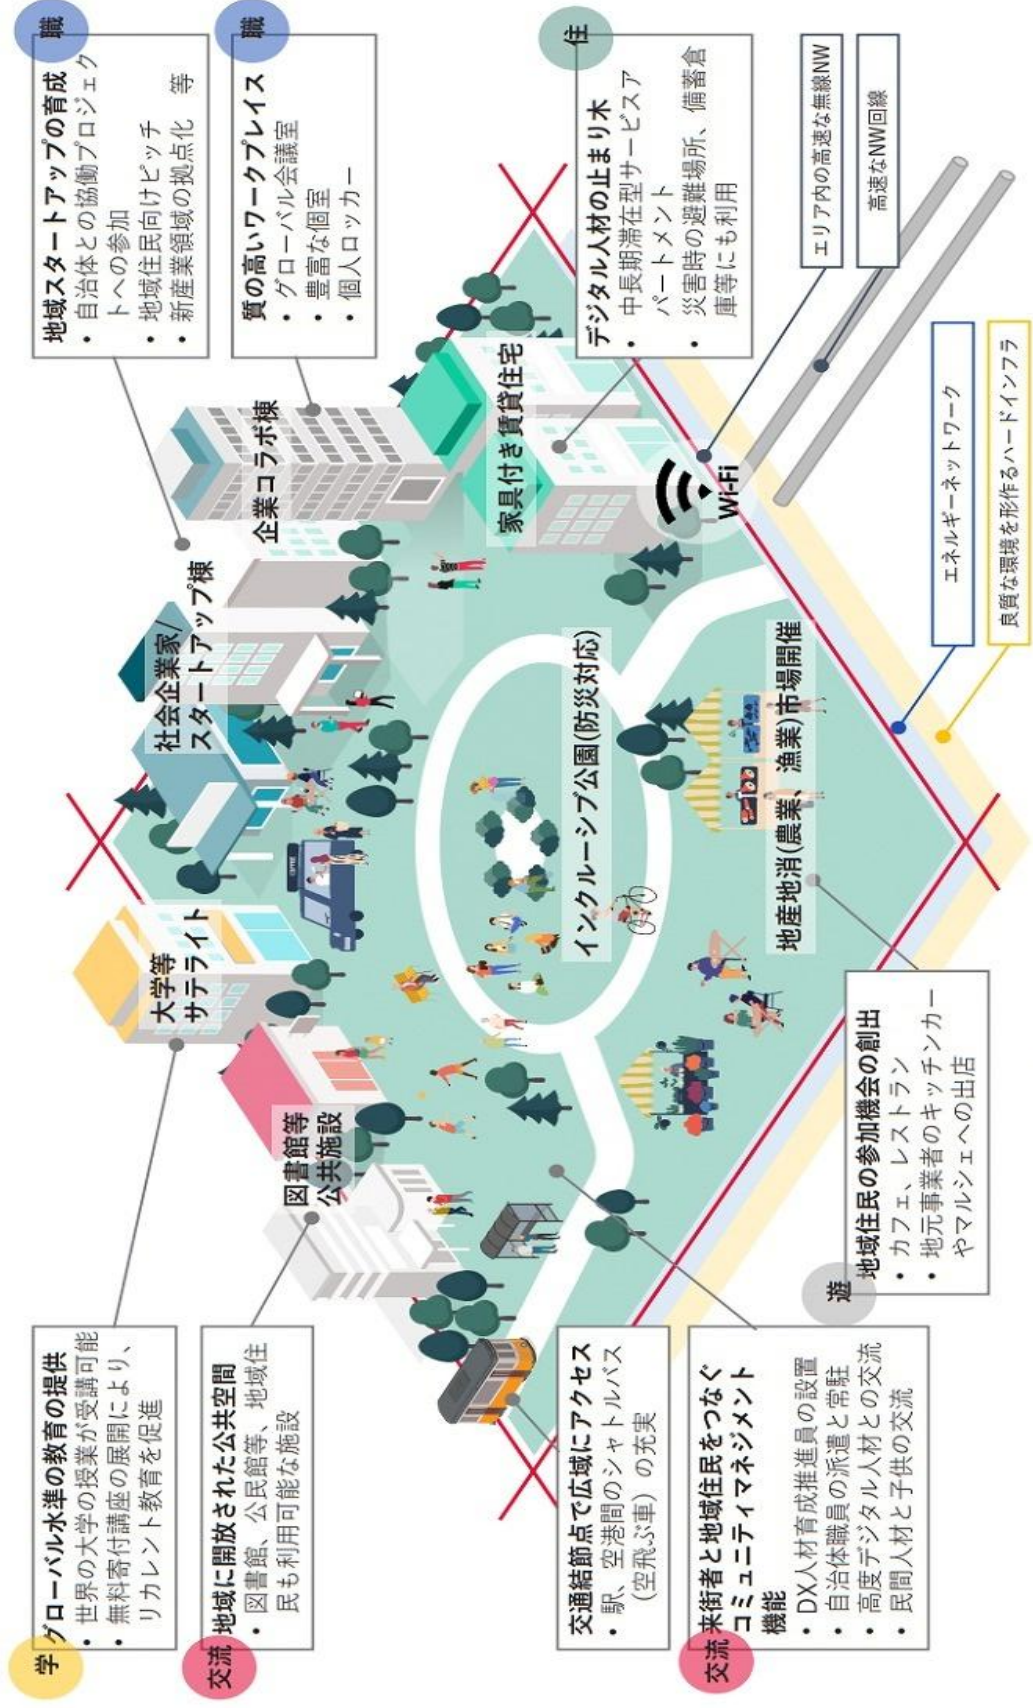 学
グローバル水準の教育の提供
• 世界の大学の授業が受講可能
• 無料寄付講座の展開により、
リカレント教育を促進
交流
地域に開放された公共空間
• 図書館、公民館等、地域住
民も利用可能な施設
交通結節点で広域にアクセス
• 駅、空港間のシャトルバス
(空飛ぶ車)の充実
交流
来街者と地域住民をつなぐ
コミュニティマネジメント
機能
• DX人材育成推進員の設置
• 自治体職員の派遣と常駐
• 高度デジタル人材との交流
• 民間人材と子供の交流
大学等
サテライト
図書館等
公共施設
社会企業家/
スタートアップ棟
企業コラボ棟
家具付き賃貸住宅
インクルーシブ公園(防災対応)
地産地消(農業、漁業)市場開催
Wi-Fi
遊
地域住民の参加機会の創出
• カフェ、レストラン
• 地元事業者のキッチンカー
やマルシェへの出店
職
地域スタートアップの育成
• 自治体との協働プロジェク
トへの参加
• 地域住民向けピッチ
• 新産業領域の拠点化 等
職
質の高いワークプレイス
• グローバル会議室
• 豊富な個室
• 個人ロッカー
住
デジタル人材の止まり木
• 中長期滞在型サービスア
パートメント
• 災害時の避難場所、備蓄倉
庫等にも利用
エリア内の高速な無線NW
高速なNW回線
エネルギーネットワーク
良質な環境を形作るハードインフラ